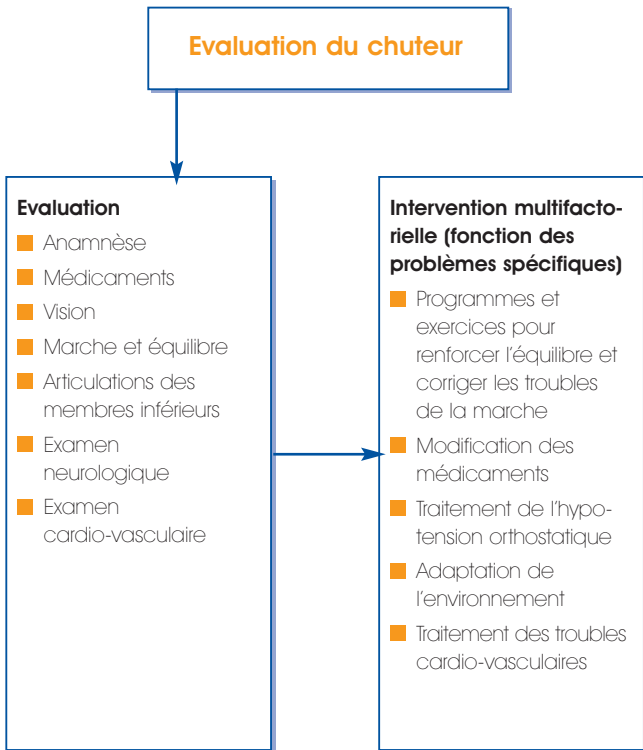 Evaluation du chuteur
Evaluation
Anamnèse
Médicaments
Vision
Marche et équilibre
Articulations des
membres inférieurs
Examen
neurologique
Examen
cardio-vasculaire
Intervention multifacto-
rielle (fonction des
problèmes spécifiques)
Programmes et
exercices pour
renforcer l'équilibre et
corriger les troubles
de la marche
Modification des
médicaments
Traitement de l'hypo-
tension orthostatique
Adaptation de
l'environnement
Traitement des troubles
cardio-vasculaires